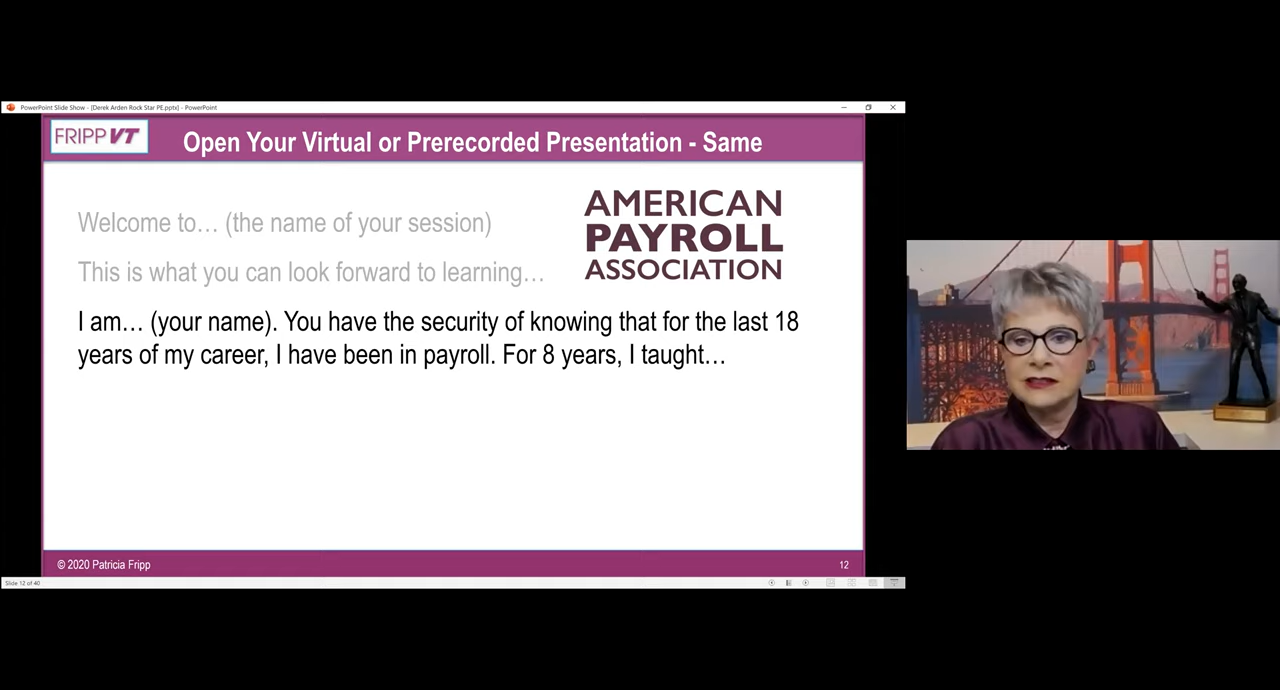 PowerPoint Slide Show - [Derek Arden Rock Star PE.pptx] - PowerPoint
FRIPP VT
Open Your Virtual or Prerecorded Presentation - Same
Welcome to… (the name of your session)
This is what you can look forward to learning…
AMERICAN
PAYROLL
ASSOCIATION
I am… (your name). You have the security of knowing that for the last 18
years of my career, I have been in payroll. For 8 years, I taught…
© 2020 Patricia Fripp
12
Slide 12 of 40